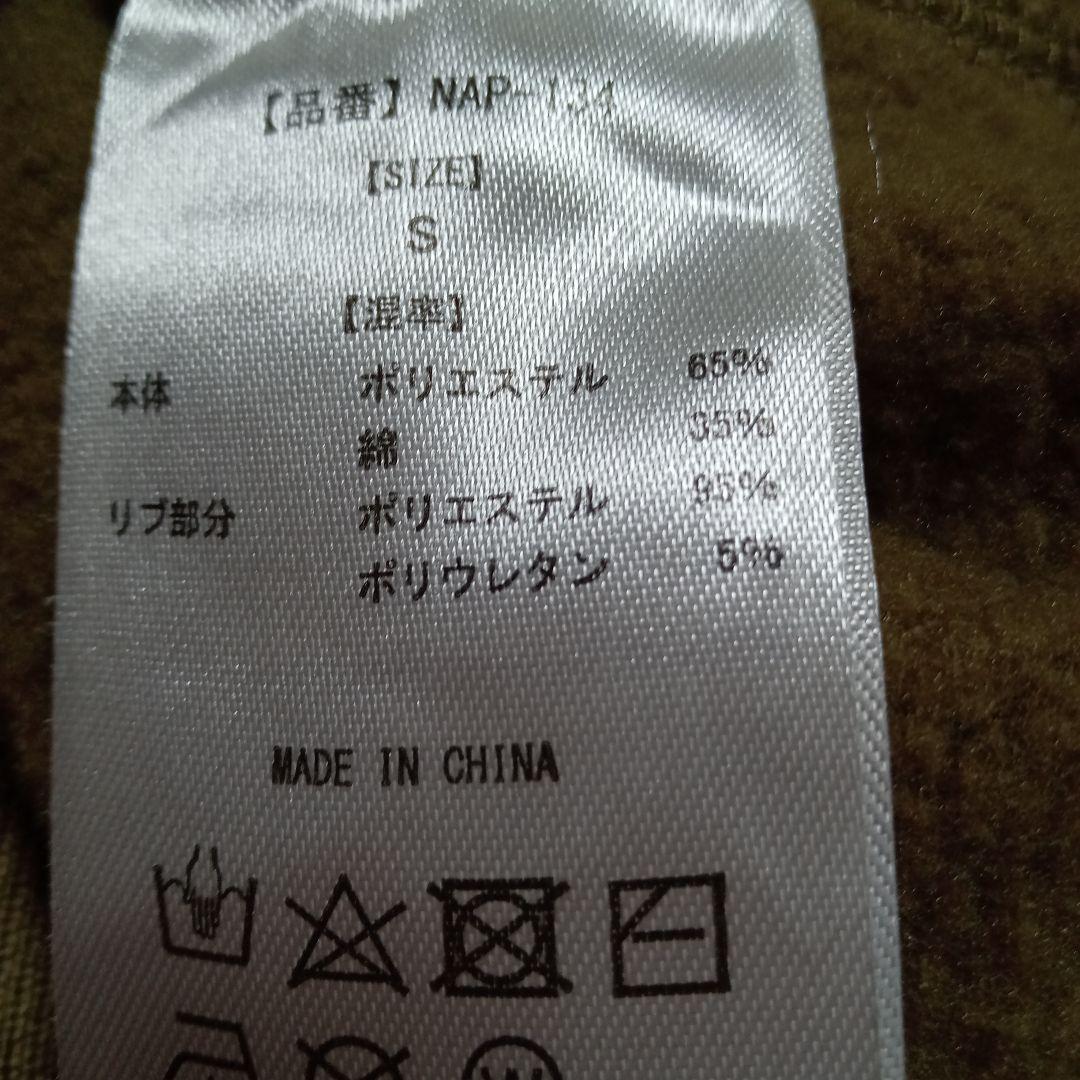 【品番】 NAP-134
【SIZE】
S
【混率】
本体 ポリエステル 65%
綿 35%
リブ部分 ポリエステル 95%
ポリウレタン 5%
MADE IN CHINA
W